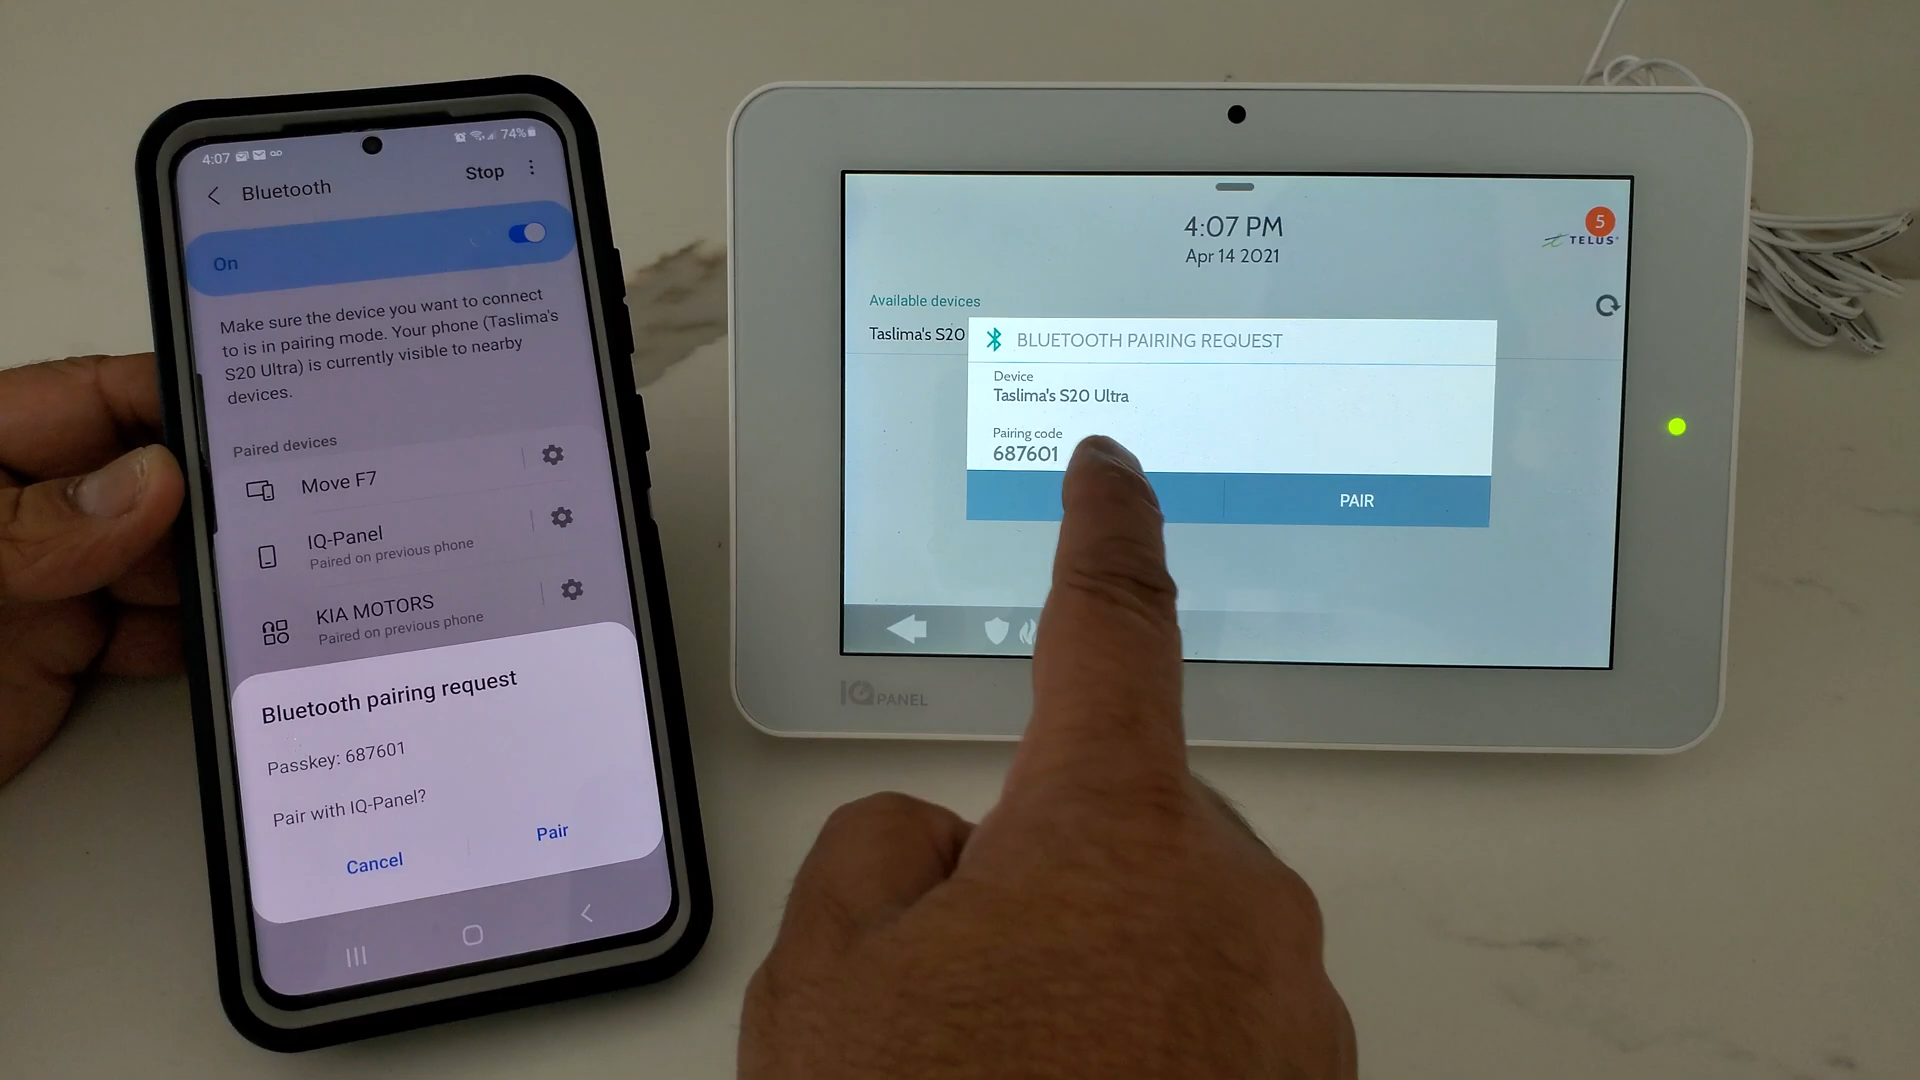 4:07
74%
Bluetooth
Stop
On
Make sure the device you want to connect
to is in pairing mode. Your phone (Taslima's
S20 Ultra) is currently visible to nearby
devices.
Paired devices
Move F7
IQ-Panel
Paired on previous phone
KIA MOTORS
Paired on previous phone
Bluetooth pairing request
Passkey: 687601
Pair with IQ-Panel?
Cancel
Pair
4:07 PM
Apr 14 2021
5
TELUS
Available devices
Taslima's S20
BLUETOOTH PAIRING REQUEST
Device
Taslima's S20 Ultra
Pairing code
687601
PAIR
IQ PANEL